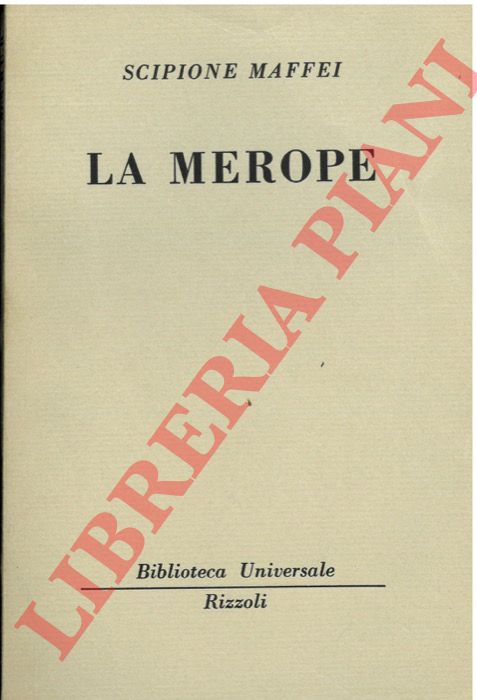 SCIPIONE MAFFEI
LA MEROPE
LIBRERIA PIANI
Biblioteca Universale
Rizzoli